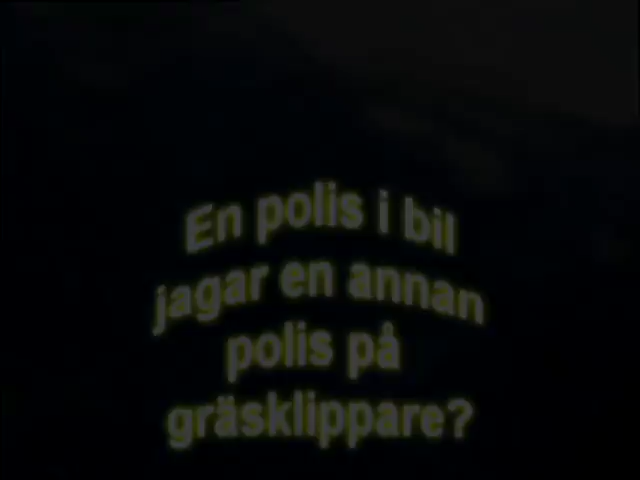 En polis i bil
jagar en annan
polis på
gräsklippare?